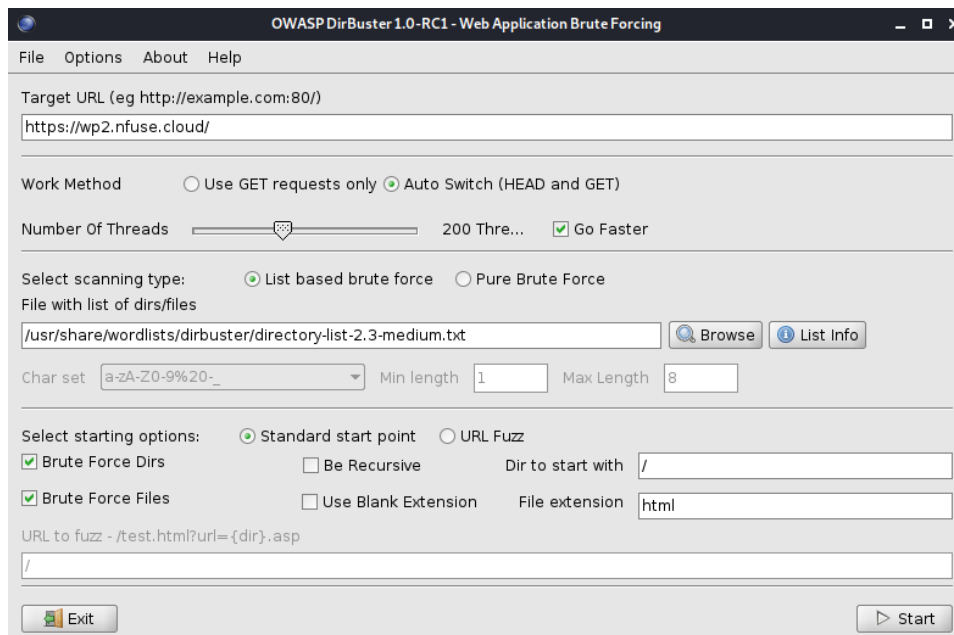 OWASP DirBuster 1.0-RC1 - Web Application Brute Forcing
File Options About Help
Target URL (eg http://example.com:80/)
https://wp2.nfuse.cloud/
Work Method Use GET requests only Auto Switch (HEAD and GET)
Number Of Threads 200 Thre... Go Faster
Select scanning type: List based brute force Pure Brute Force
File with list of dirs/files
/usr/share/wordlists/dirbuster/directory-list-2.3-medium.txt Browse List Info
Char set a-zA-Z0-9%20-_ Min length 1 Max Length 8
Select starting options: Standard start point URL Fuzz
Brute Force Dirs Be Recursive Dir to start with /
Brute Force Files Use Blank Extension File extension html
URL to fuzz - /test.html?url={dir}.asp
/
Exit Start